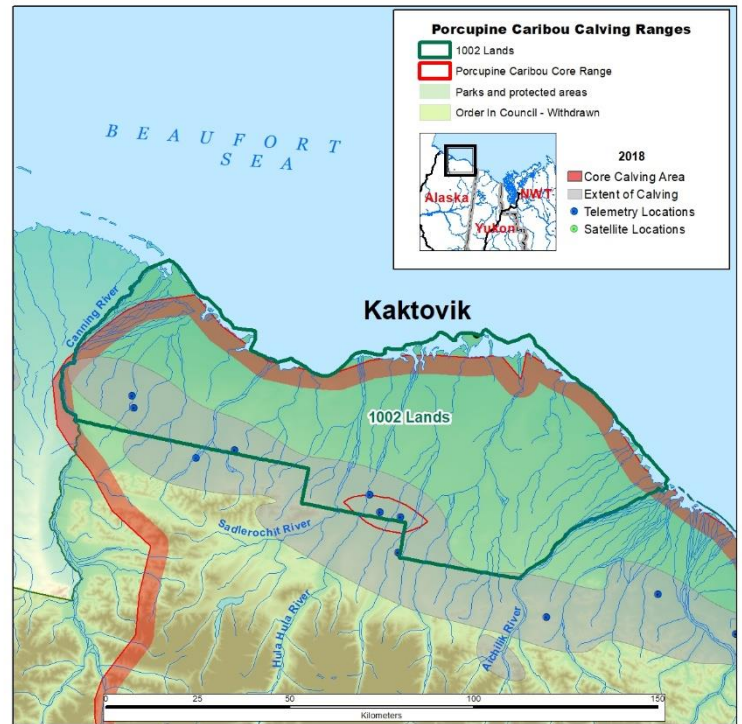 Porcupine Caribou Calving Ranges
1002 Lands
Porcupine Caribou Core Range
Parks and protected areas
Order In Council - Withdrawn
2018
Core Calving Area
Extent of Calving
Telemetry Locations
Satellite Locations
Alaska
NWT
Yukon
BEAUFORT
SEA
Kaktovik
Canning River
1002 Lands
Sadlerochit River
Hula Hula River
Aichilik River
0 25 50 100 150
Kilometers